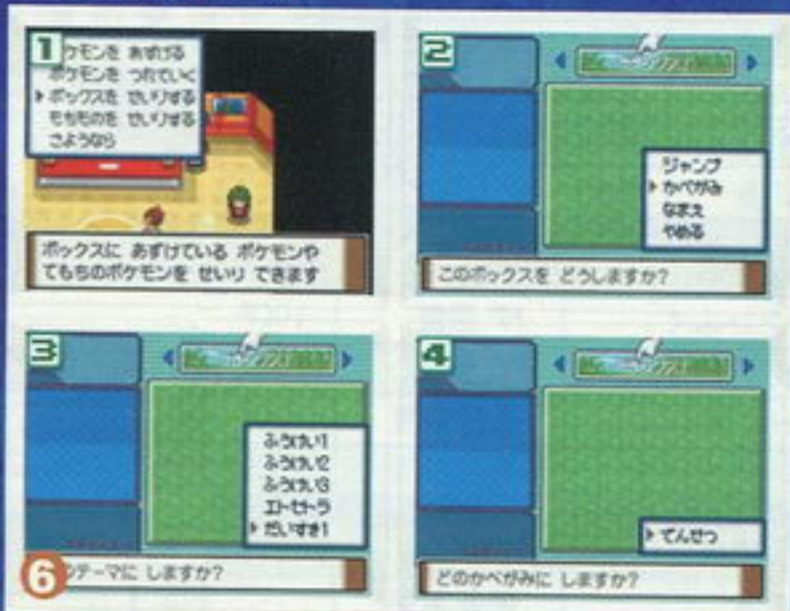 1
ケモンを あずける
ポケモンを つれていく
▶ボックスを せいりする
もちものを せいりする
さようなら
ボックスに あずけている ポケモンや
てもちのポケモンを せいり できます
2
ジャンプ
▶かべがみ
なまえ
やめる
このボックスを どうしますか?
3
ふうけい1
ふうけい2
ふうけい3
エトセトラ
▶だいすき1
6
のテーマに しますか?
4
▶てんせつ
どのかべがみに しますか?